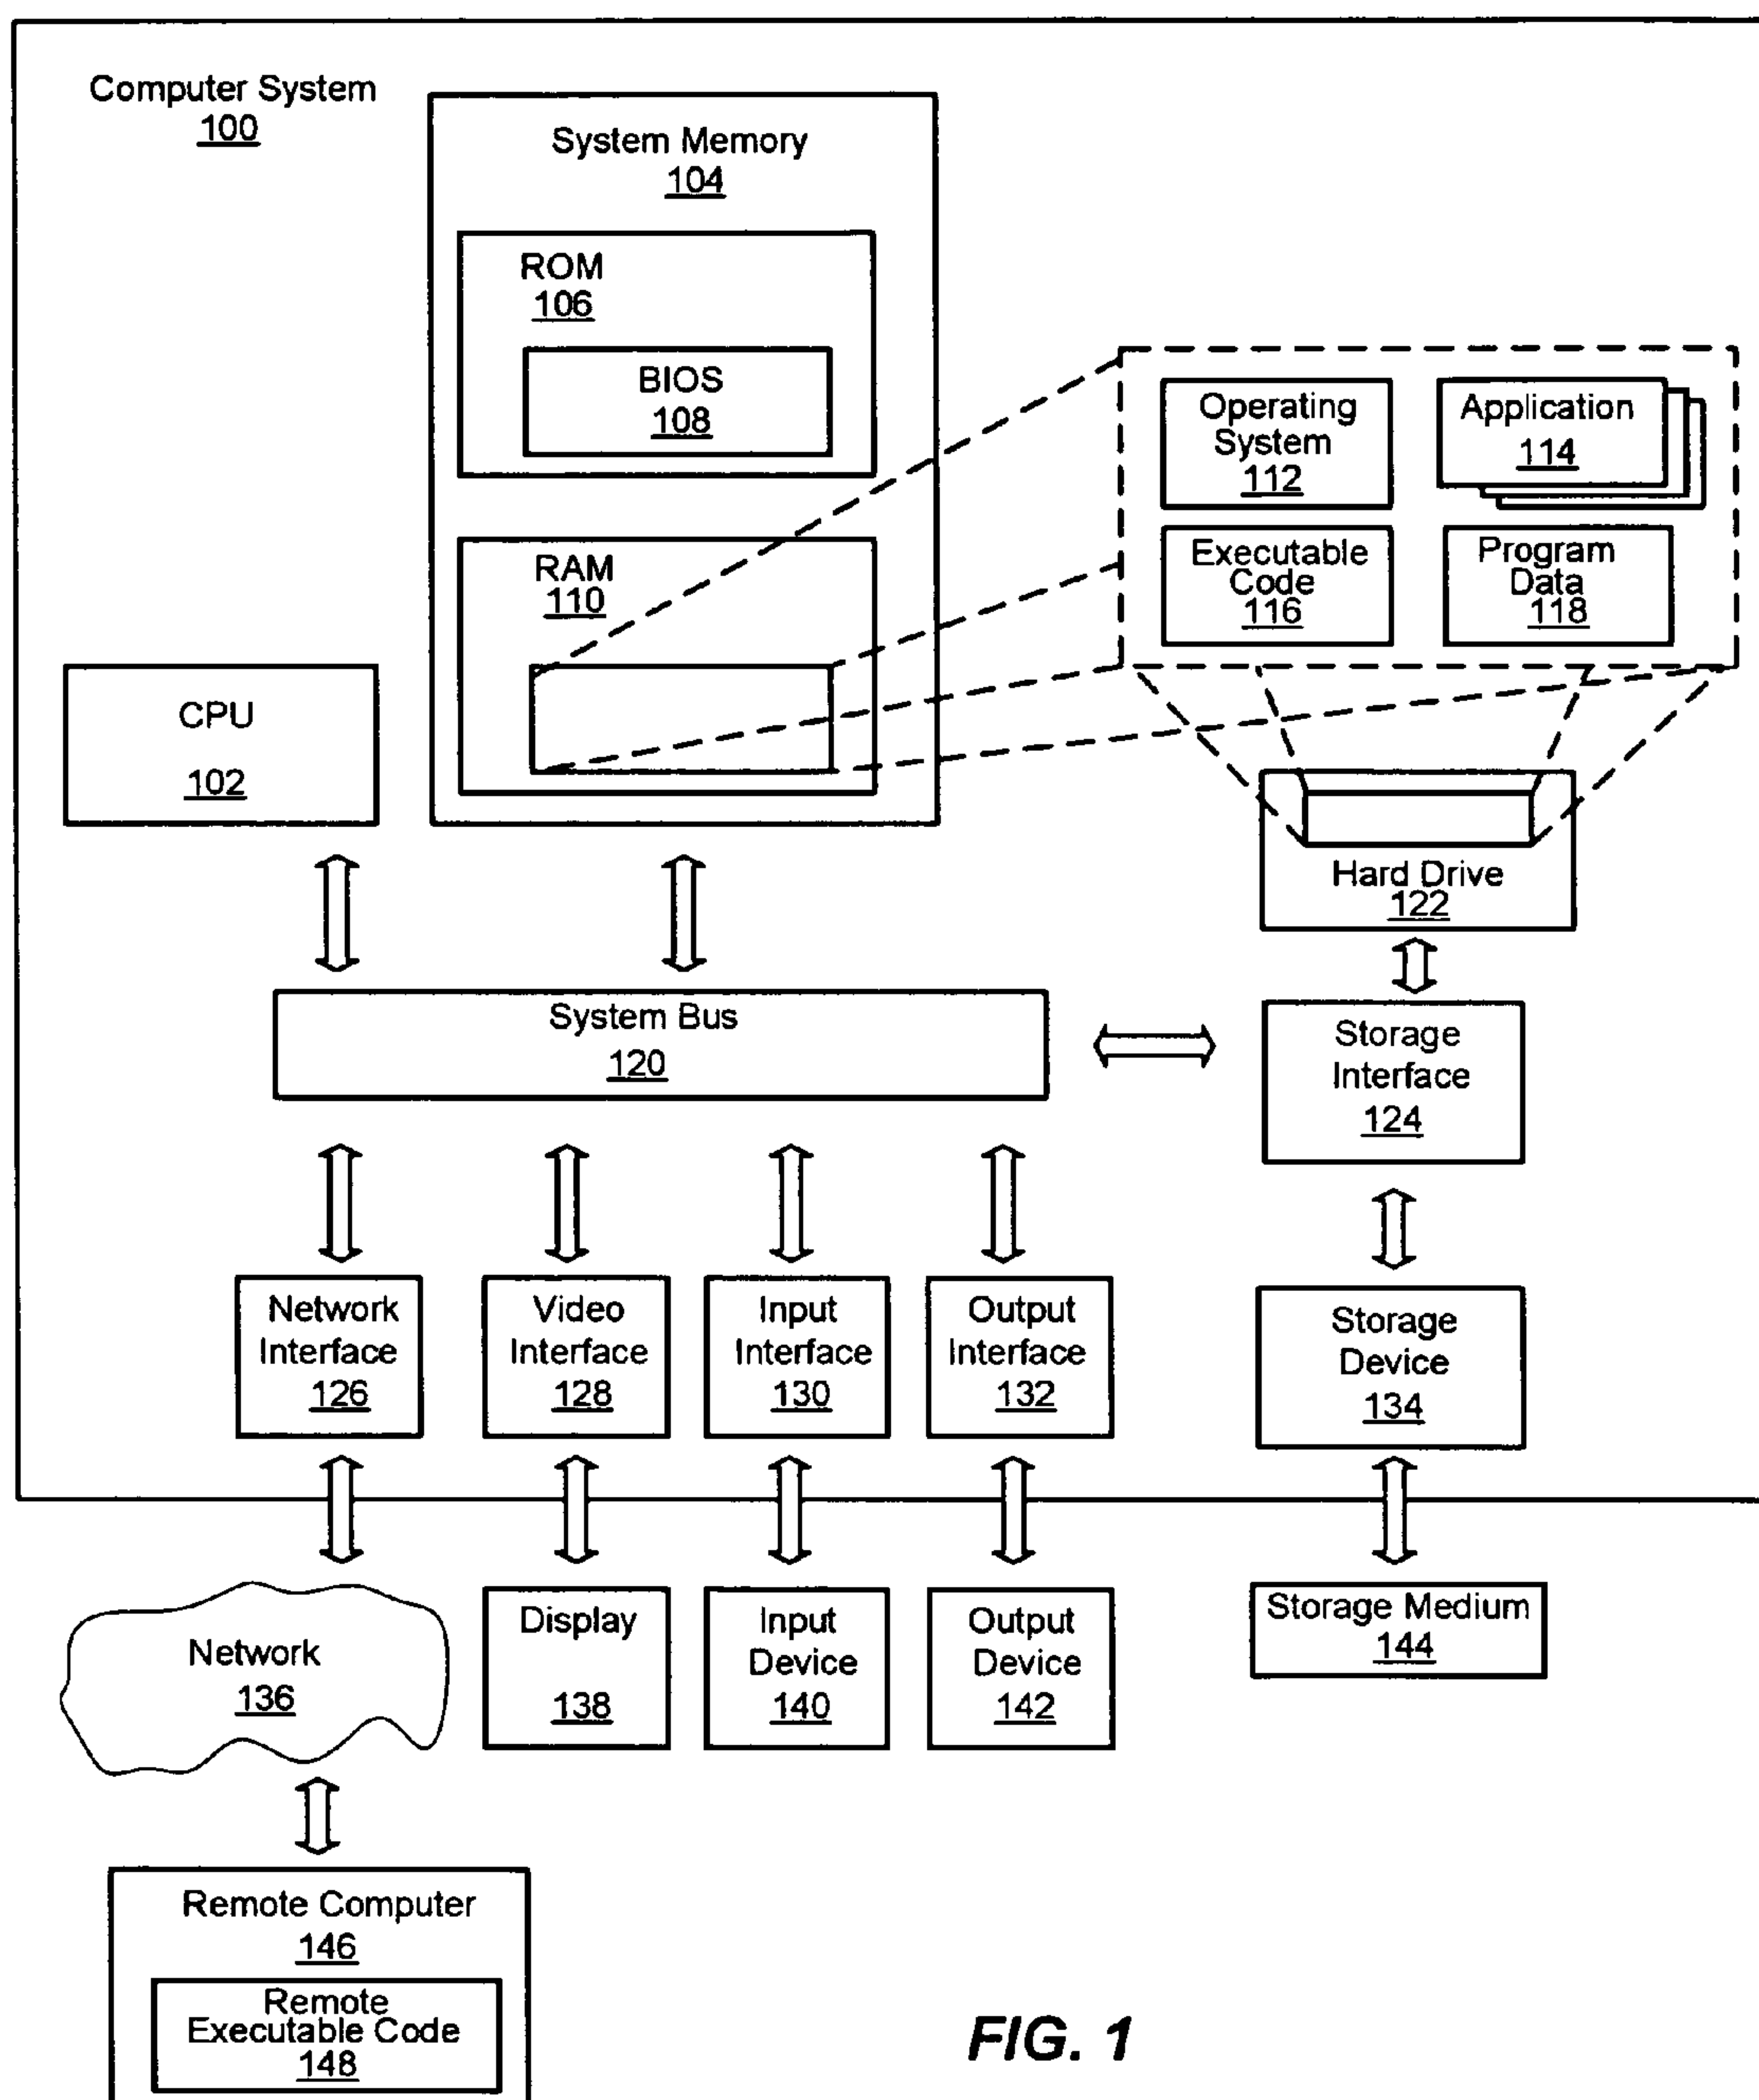 Computer System
100
System Memory
104
ROM
106
BIOS
108
RAM
110
Operating
System
112
Application
114
Executable
Code
116
Program
Data
118
CPU
102
Hard Drive
122
System Bus
120
Storage
Interface
124
Network
Interface
126
Video
Interface
128
Input
Interface
130
Output
Interface
132
Storage
Device
134
Network
136
Display
138
Input
Device
140
Output
Device
142
Storage Medium
144
Remote Computer
146
Remote
Executable Code
148
FIG. 1